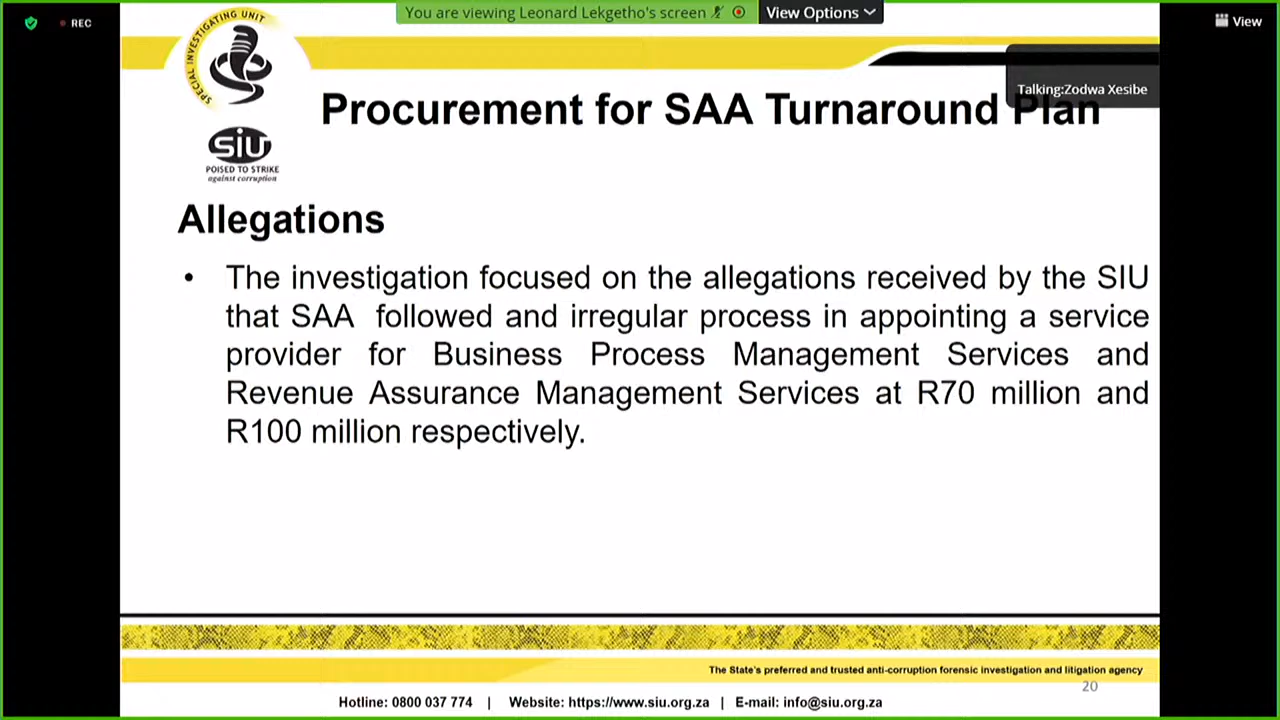 REC
You are viewing Leonard Lekgetho's screen
View Options
View
SPECIAL INVESTIGATING UNIT
Talking:Zodwa Xesibe
Procurement for SAA Turnaround Plan
SIU
POISED TO STRIKE
against corruption
Allegations
• The investigation focused on the allegations received by the SIU
that SAA followed and irregular process in appointing a service
provider for Business Process Management Services and
Revenue Assurance Management Services at R70 million and
R100 million respectively.
The State's preferred and trusted anti-corruption forensic investigation and litigation agency
20
Hotline: 0800 037 774 | Website: https://www.siu.org.za | E-mail: info@siu.org.za